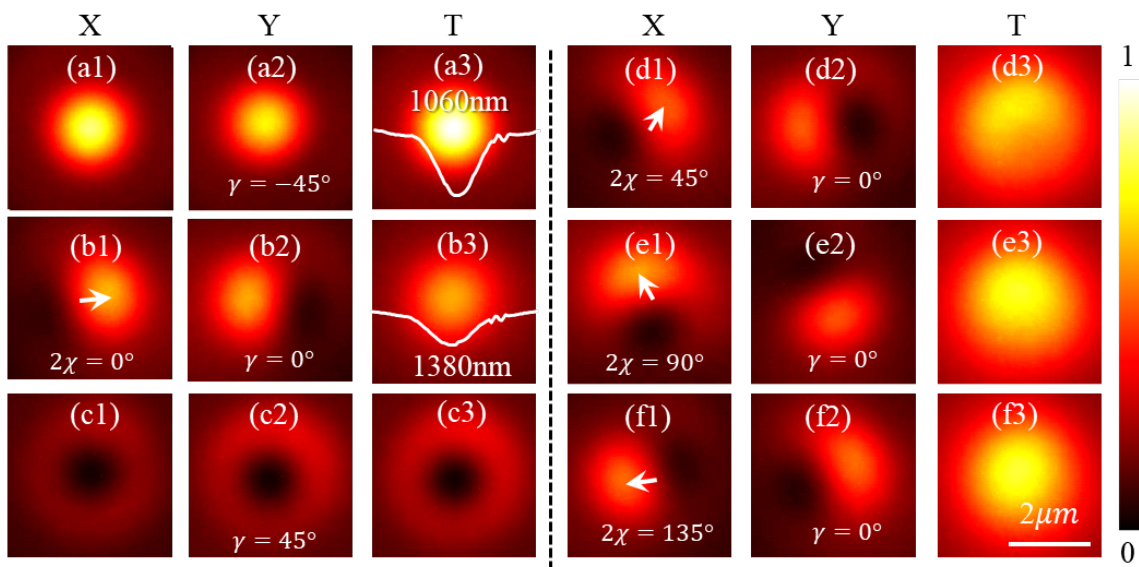 X Y T X Y T
(a1) (a2) (a3) (d1) (d2) (d3) 1
1060nm
γ = −45° 2χ = 45° γ = 0°
(b1) (b2) (b3) (e1) (e2) (e3)
2χ = 0° γ = 0° 1380nm 2χ = 90° γ = 0°
(c1) (c2) (c3) (f1) (f2) (f3)
γ = 45° 2χ = 135° γ = 0° 2μm
0